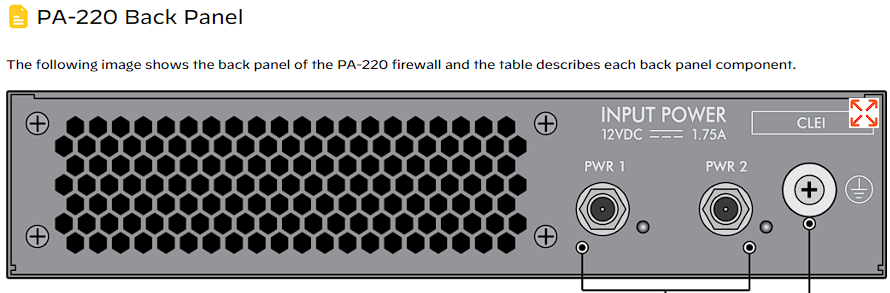 PA-220 Back Panel
The following image shows the back panel of the PA-220 firewall and the table describes each back panel component.
INPUT POWER
12VDC 1.75A
CLEI
PWR 1
PWR 2